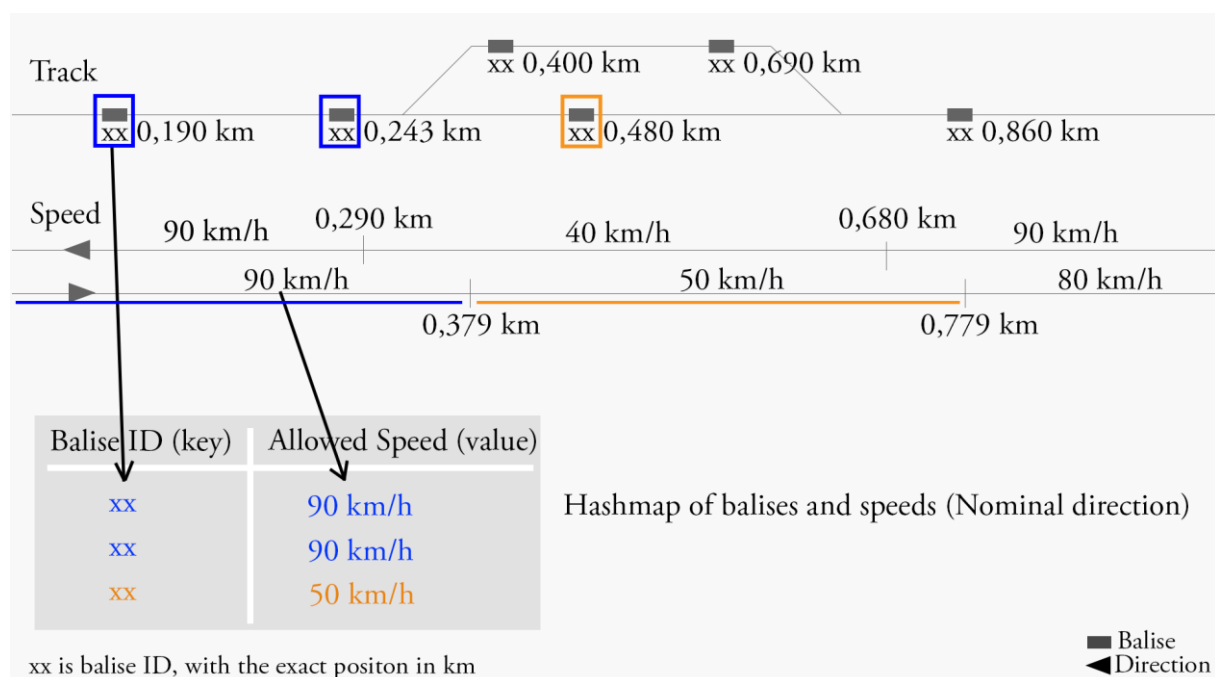 xx 0,400 km xx 0,690 km
Track
xx 0,190 km xx 0,243 km xx 0,480 km xx 0,860 km
Speed
90 km/h 0,290 km 40 km/h 0,680 km 90 km/h
90 km/h 50 km/h 80 km/h
0,379 km 0,779 km
Balise ID (key) Allowed Speed (value)
xx 90 km/h
Hashmap of balises and speeds (Nominal direction)
xx 90 km/h
xx 50 km/h
Balise
xx is balise ID, with the exact positon in km
Direction